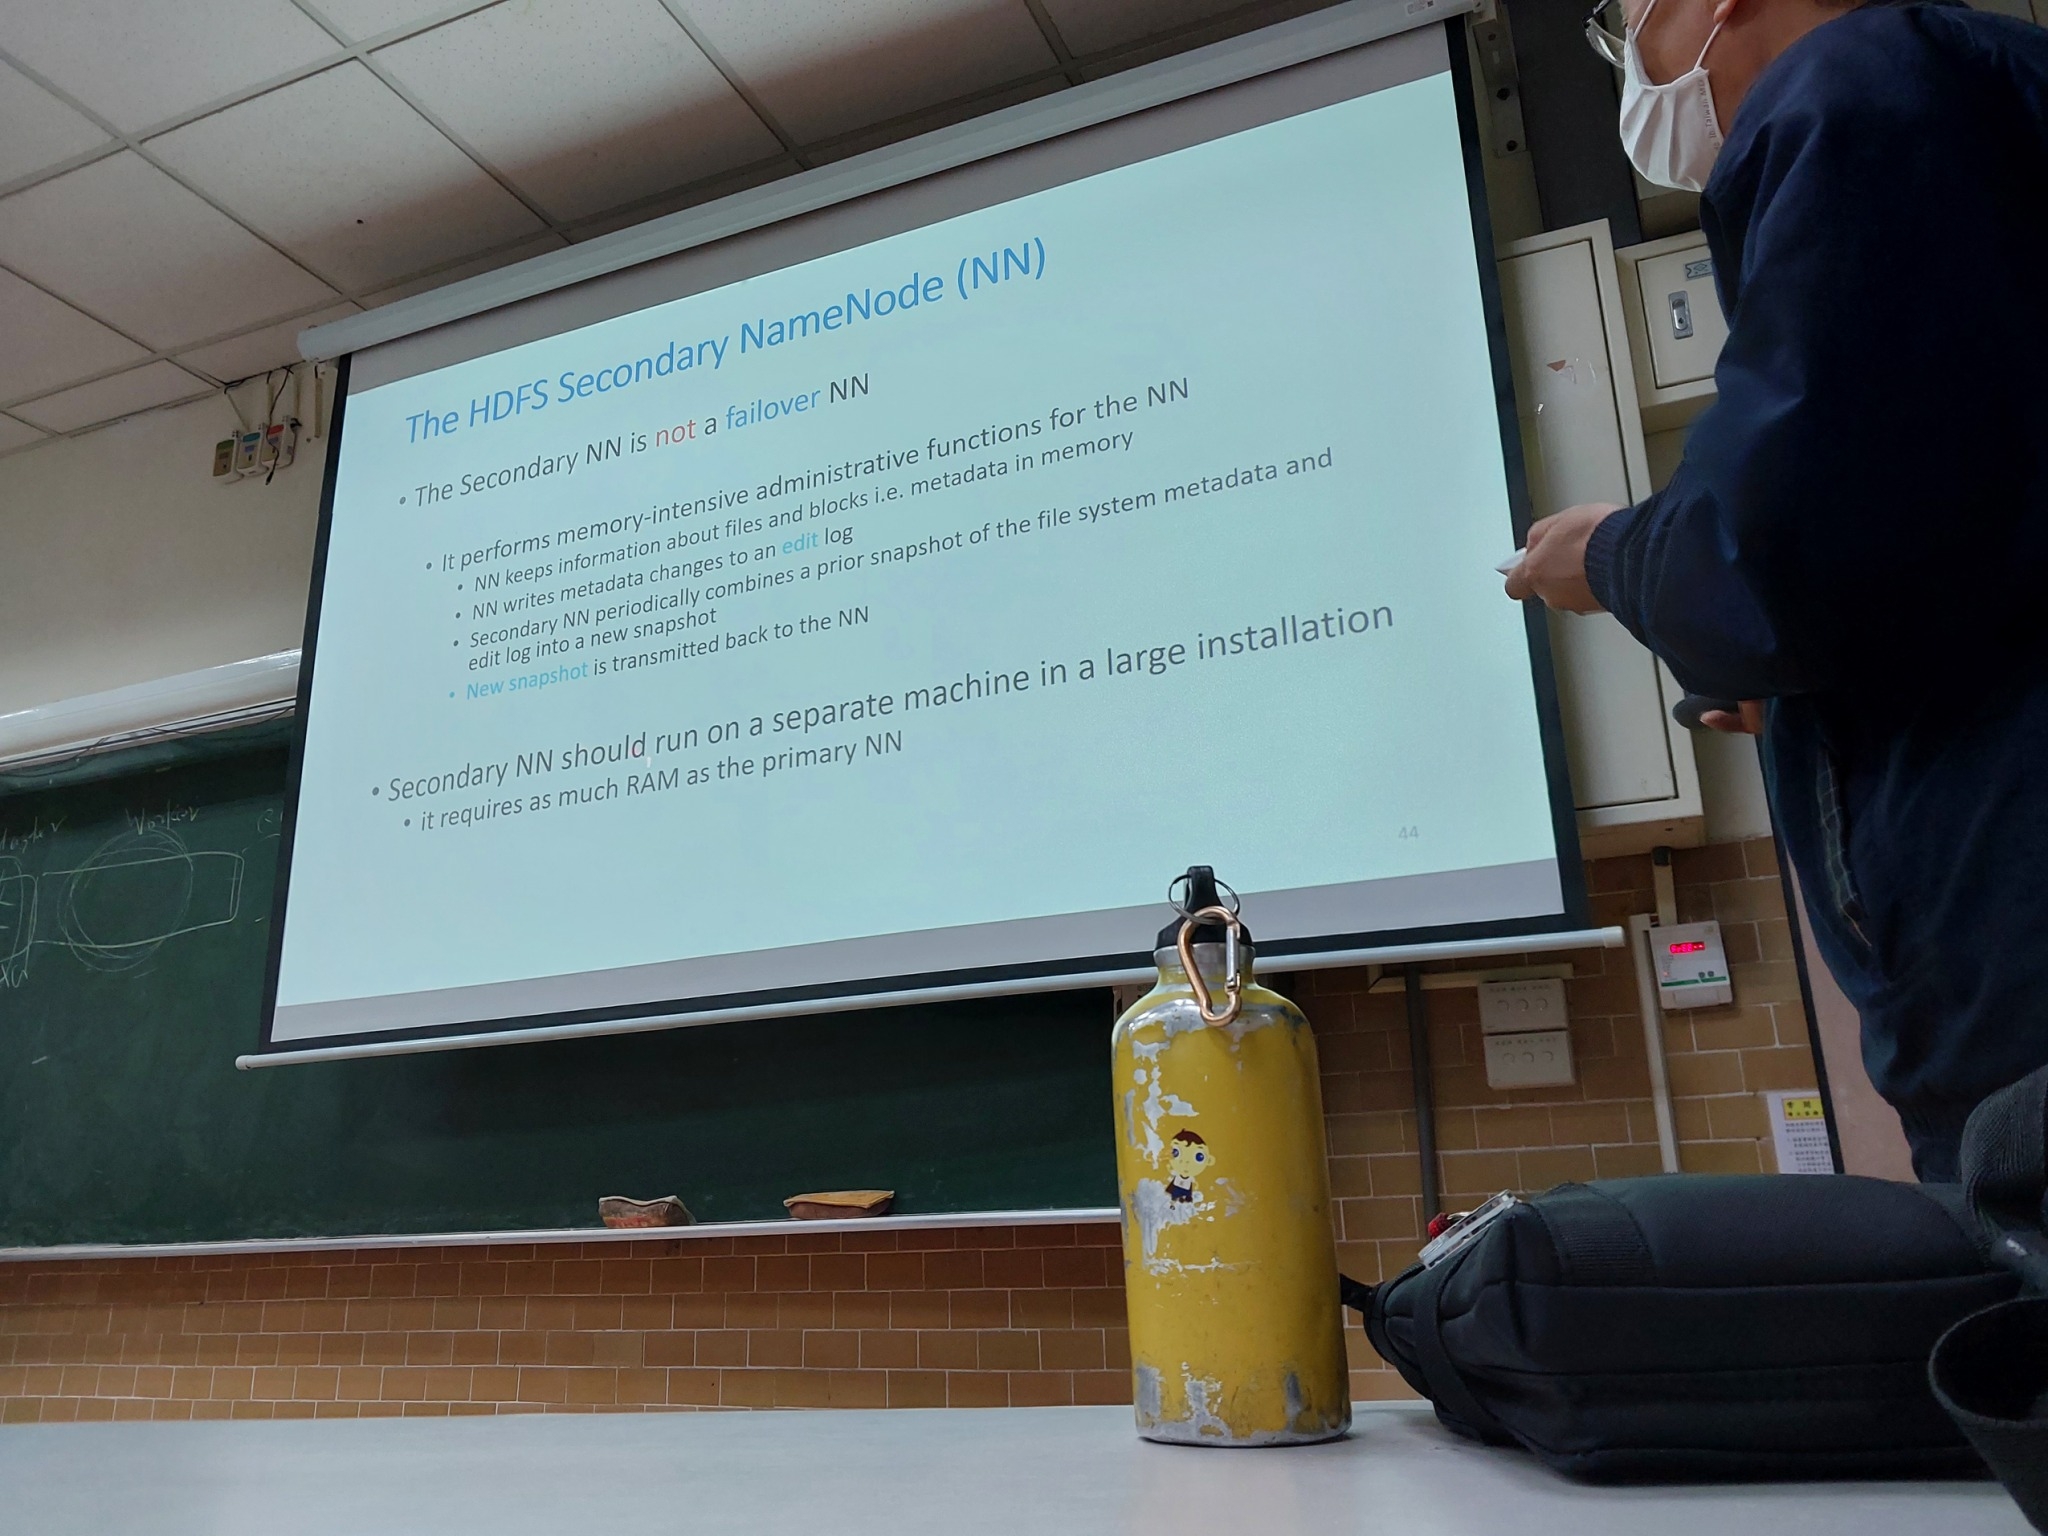 The HDFS Secondary NameNode (NN)
• The Secondary NN is not a failover NN
• It performs memory-intensive administrative functions for the NN
• NN keeps information about files and blocks i.e. metadata in memory
• NN writes metadata changes to an edit log
• Secondary NN periodically combines a prior snapshot of the file system metadata and
edit log into a new snapshot
• New snapshot is transmitted back to the NN
• Secondary NN should run on a separate machine in a large installation
• it requires as much RAM as the primary NN
44
Worker